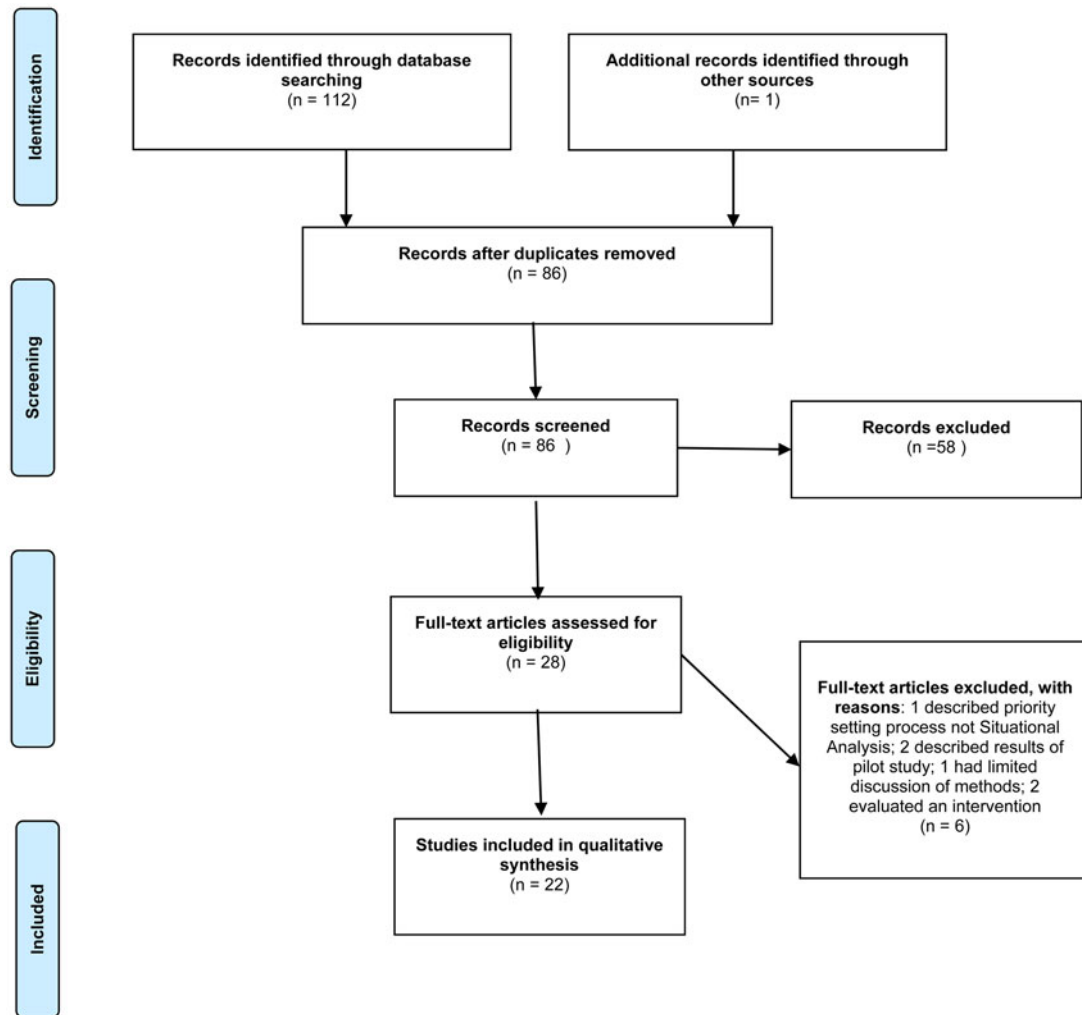 Identification
Records identified through database
searching
(n = 112)
Additional records identified through
other sources
(n= 1)
Records after duplicates removed
(n = 86)
Screening
Records screened
(n = 86  )
Records excluded
(n =58 )
Eligibility
Full-text articles assessed for
eligibility
(n = 28)
Full-text articles excluded, with
reasons: 1 described priority
setting process not Situational
Analysis; 2 described results of
pilot study; 1 had limited
discussion of methods; 2
evaluated an intervention
(n = 6)
Included
Studies included in qualitative
synthesis
(n = 22)